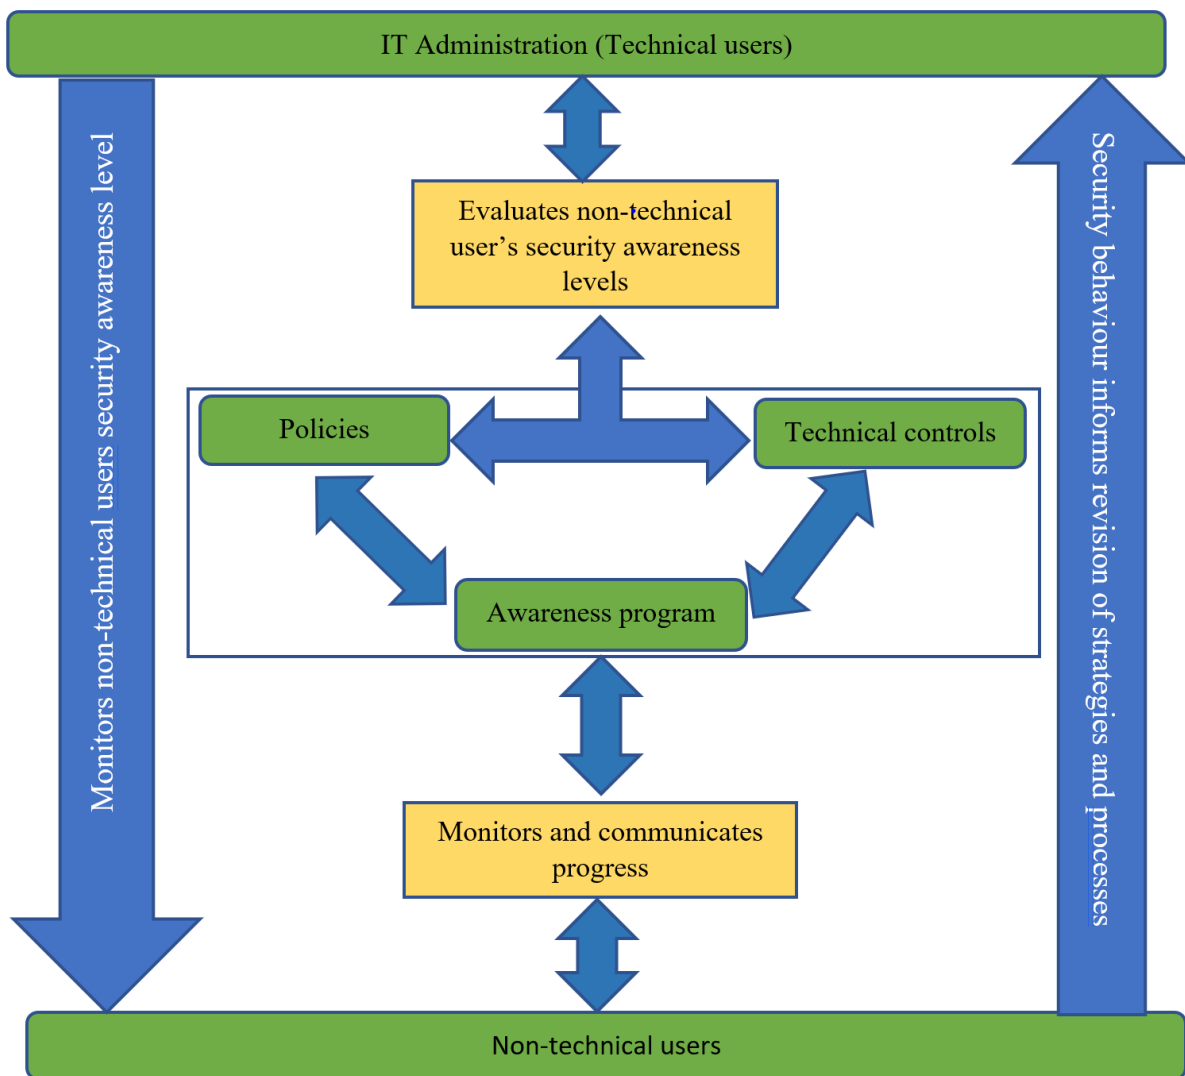 IT Administration (Technical users)
Monitors non-technical users security awareness level
Security behaviour informs revision of strategies and processes
Evaluates non-technical
user’s security awareness
levels
Policies
Technical controls
Awareness program
Monitors and communicates
progress
Non-technical users